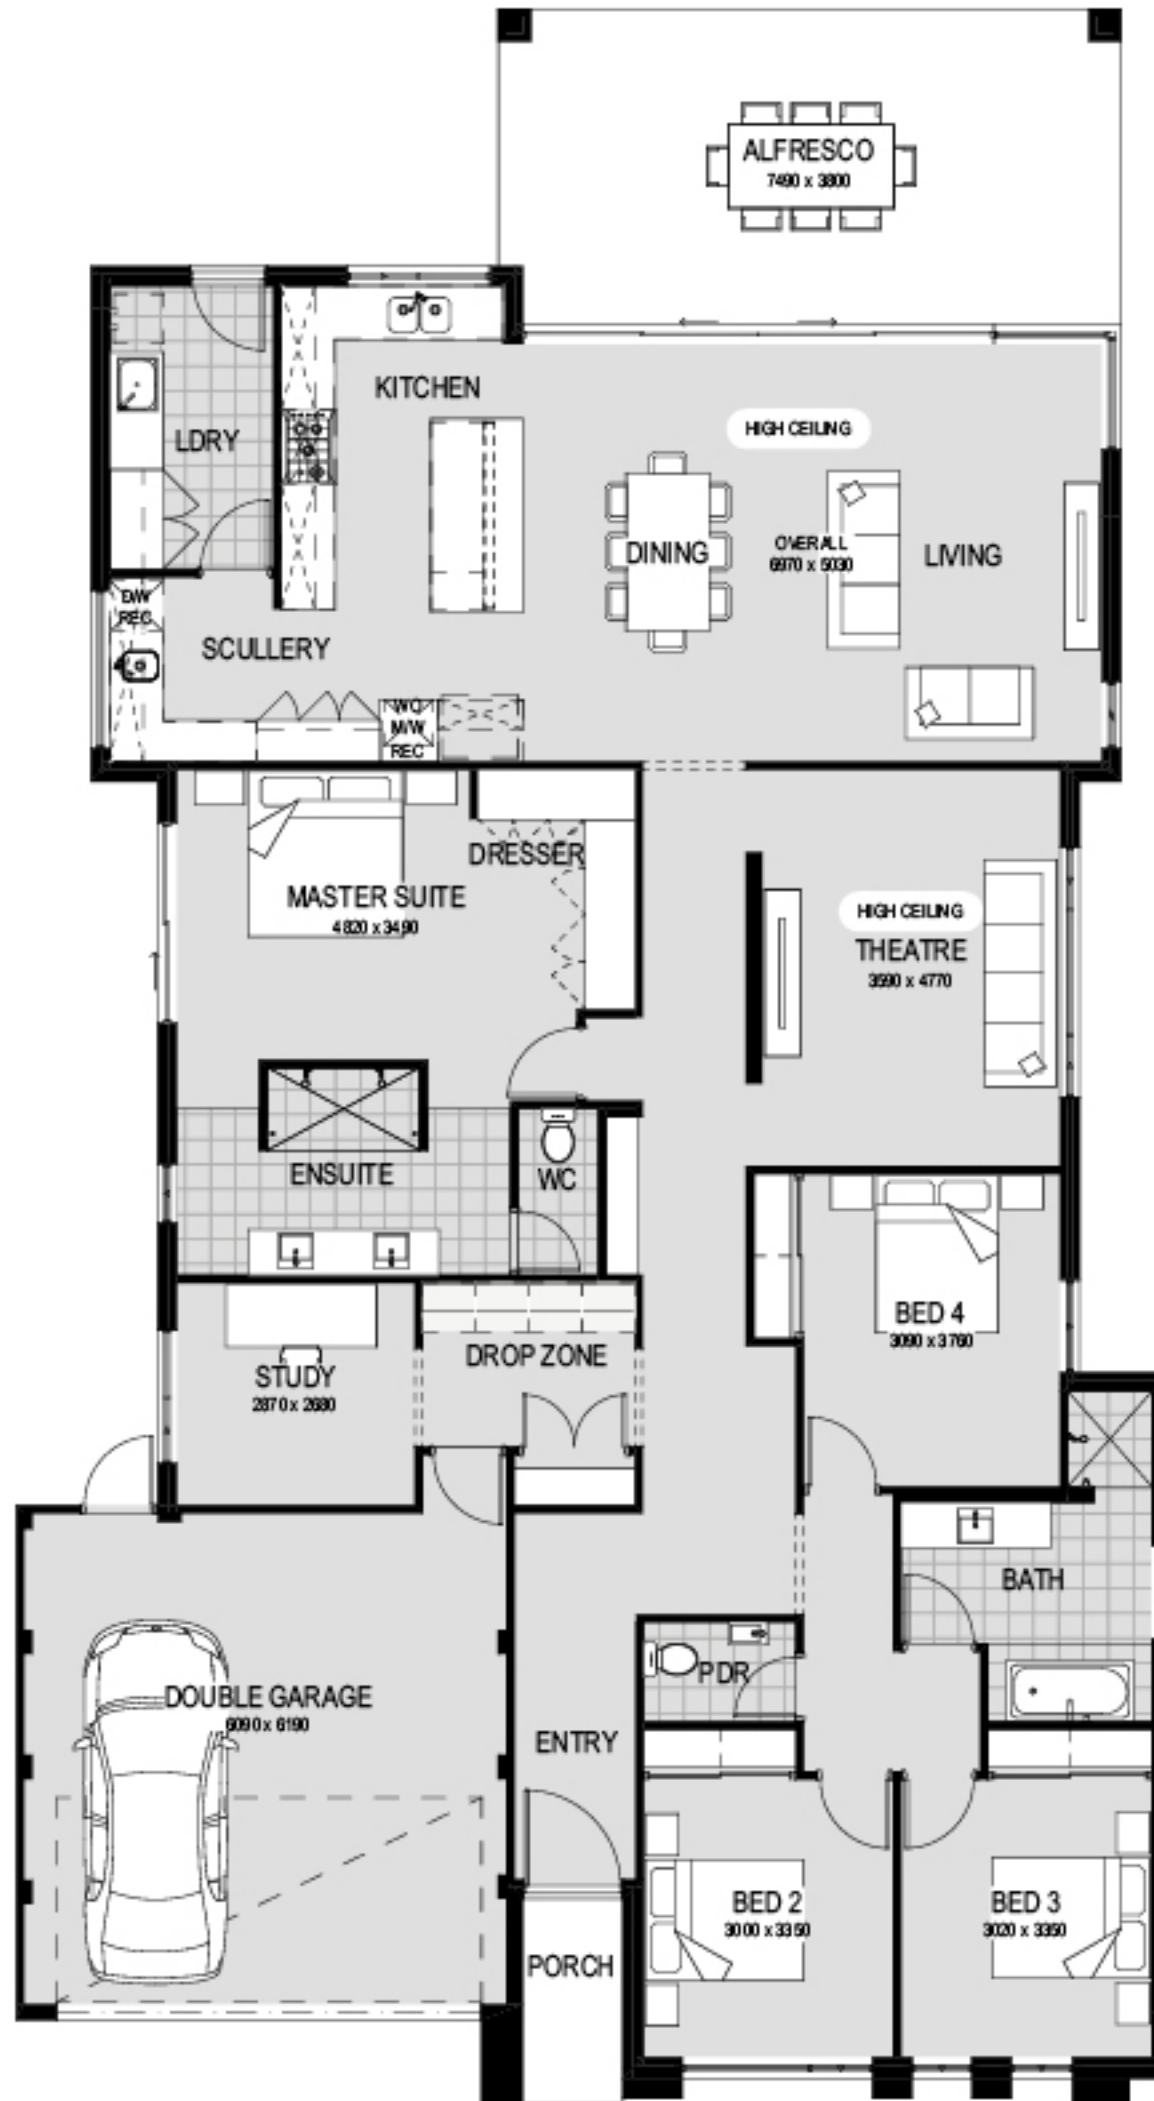 ALFRESCO
7490 x 3800
KITCHEN
LDRY
HIGH CEILING
DINING
OVERALL
6970 x 5030
LIVING
D/W
REC
SCULLERY
WO
M/W
REC
DRESSER
MASTER SUITE
4820 x 3490
HIGH CEILING
THEATRE
3590 x 4770
ENSUITE
WC
BED 4
3090 x 3760
DROP ZONE
STUDY
2870 x 2680
BATH
PDR
DOUBLE GARAGE
6090 x 6190
ENTRY
BED 2
3000 x 3350
BED 3
3020 x 3350
PORCH